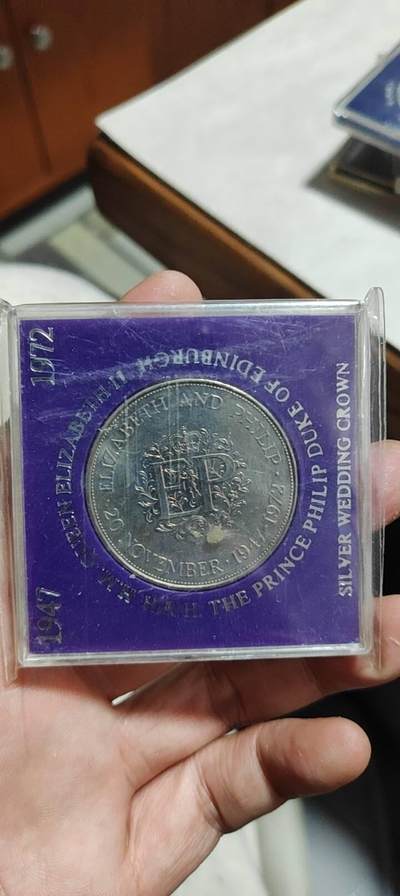 1972
1947
H.M. QUEEN ELIZABETH II
H.R.H. THE PRINCE PHILIP DUKE OF EDINBURGH
SILVER WEDDING CROWN
ELIZABETH AND PHILIP
20 NOVEMBER · 1947-1972
EP